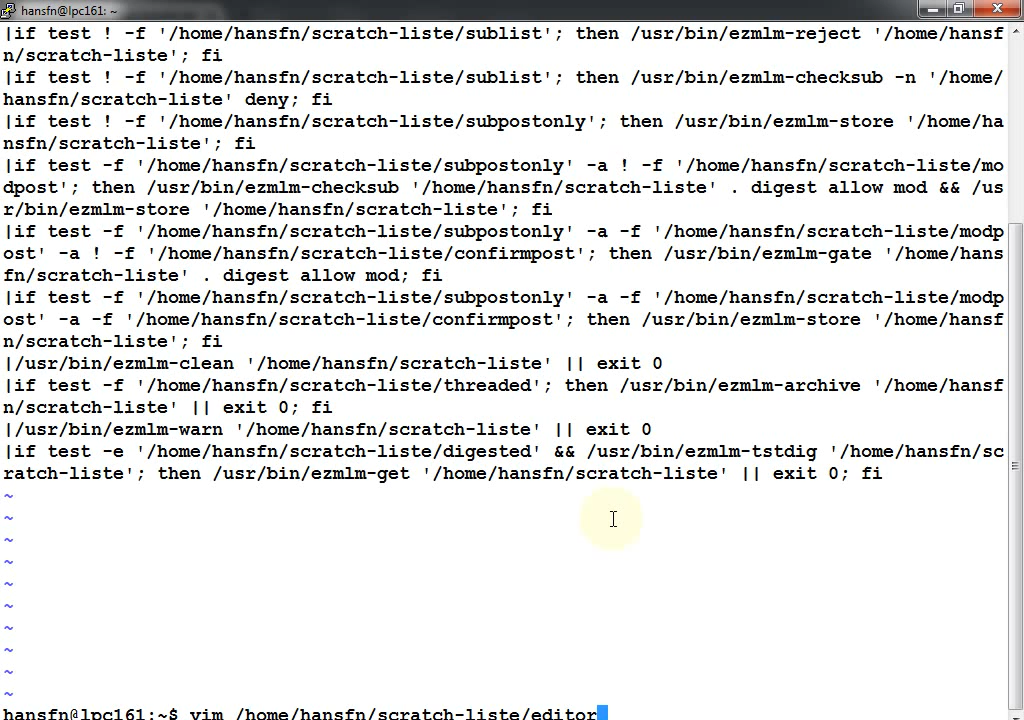 hansfn@lpc161: ~
|if test ! -f '/home/hansfn/scratch-liste/sublist'; then /usr/bin/ezmlm-reject '/home/hansf
n/scratch-liste'; fi
|if test ! -f '/home/hansfn/scratch-liste/sublist'; then /usr/bin/ezmlm-checksub -n '/home/
hansfn/scratch-liste' deny; fi
|if test ! -f '/home/hansfn/scratch-liste/subpostonly'; then /usr/bin/ezmlm-store '/home/ha
nsfn/scratch-liste'; fi
|if test -f '/home/hansfn/scratch-liste/subpostonly' -a ! -f '/home/hansfn/scratch-liste/mo
dpost'; then /usr/bin/ezmlm-checksub '/home/hansfn/scratch-liste' . digest allow mod && /us
r/bin/ezmlm-store '/home/hansfn/scratch-liste'; fi
|if test -f '/home/hansfn/scratch-liste/subpostonly' -a -f '/home/hansfn/scratch-liste/modp
ost' -a ! -f '/home/hansfn/scratch-liste/confirmpost'; then /usr/bin/ezmlm-gate '/home/hans
fn/scratch-liste' . digest allow mod; fi
|if test -f '/home/hansfn/scratch-liste/subpostonly' -a -f '/home/hansfn/scratch-liste/modp
ost' -a -f '/home/hansfn/scratch-liste/confirmpost'; then /usr/bin/ezmlm-store '/home/hansf
n/scratch-liste'; fi
|/usr/bin/ezmlm-clean '/home/hansfn/scratch-liste' || exit 0
|if test -f '/home/hansfn/scratch-liste/threaded'; then /usr/bin/ezmlm-archive '/home/hansf
n/scratch-liste' || exit 0; fi
|/usr/bin/ezmlm-warn '/home/hansfn/scratch-liste' || exit 0
|if test -e '/home/hansfn/scratch-liste/digested' && /usr/bin/ezmlm-tstdig '/home/hansfn/sc
ratch-liste'; then /usr/bin/ezmlm-get '/home/hansfn/scratch-liste' || exit 0; fi
~
~
~
~
~
~
~
~
~
~
hansfn@lpc161:~$ vim /home/hansfn/scratch-liste/editor